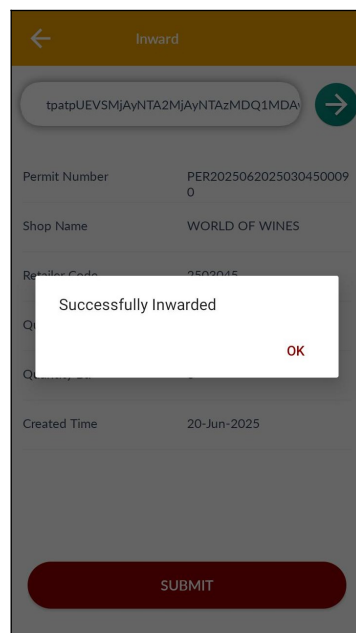 Inward
tpatpUEVSMjAyNTA2MjAyNTAzMDQ1MDA
Permit Number PER2025062025030450009
0
Shop Name WORLD OF WINES
Retailer Code 2503045
Successfully Inwarded
OK
Created Time 20-Jun-2025
SUBMIT